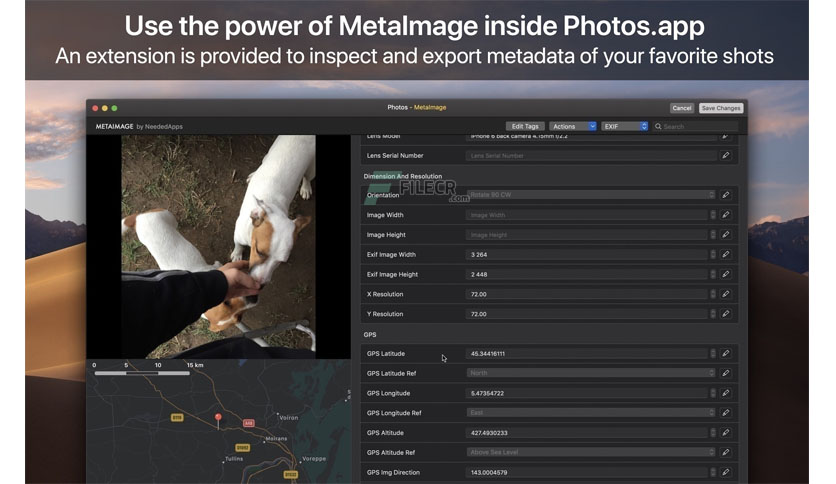 Use the power of MetaImage inside Photos.app
An extension is provided to inspect and export metadata of your favorite shots
Photos - MetaImage
Cancel
Save Changes
METAIMAGE by NeededApps
Edit Tags
Actions
EXIF
Search
Lens Model iPhone 6 back camera 4.15mm f/2.2
Lens Serial Number Lens Serial Number
Dimension And Resolution
FILECR
.com
Orientation Rotate 90 CW
Image Width Image Width
Image Height Image Height
Exif Image Width 3 264
Exif Image Height 2 448
X Resolution 72.00
Y Resolution 72.00
GPS
GPS Latitude 45.34416111
GPS Latitude Ref North
GPS Longitude 5.47354722
GPS Longitude Ref East
GPS Altitude 427.4930233
GPS Altitude Ref Above Sea Level
GPS Img Direction 143.0004579
0 5 10 15 km
Voiron
Moirans
Tullins
Voreppe